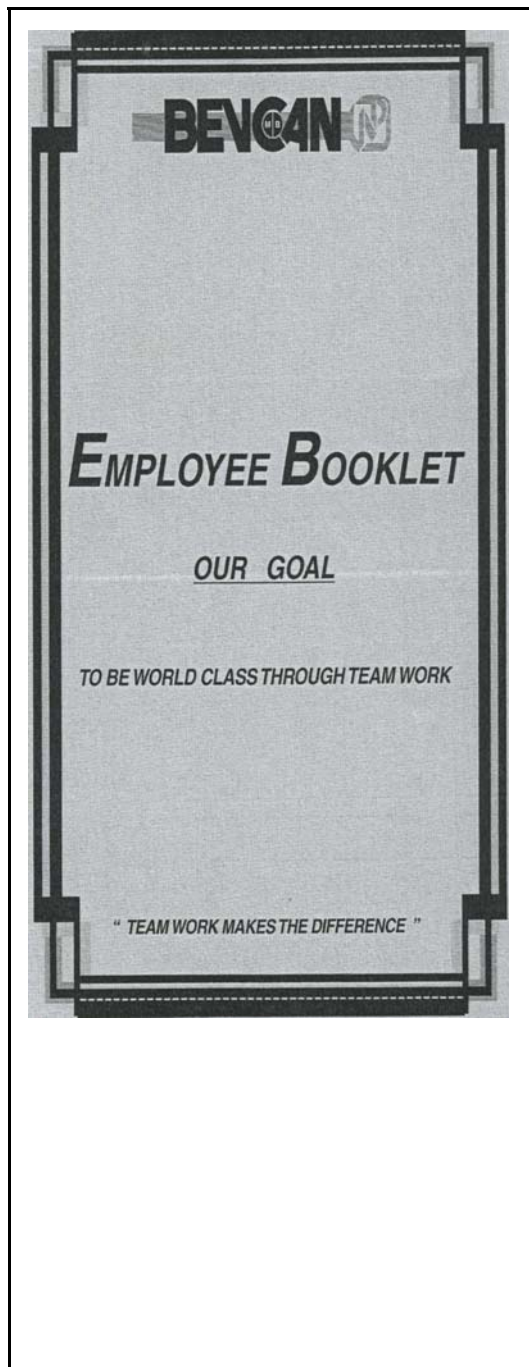 BEVCAN
EMPLOYEE BOOKLET
OUR GOAL
TO BE WORLD CLASS THROUGH TEAM WORK
" TEAM WORK MAKES THE DIFFERENCE "